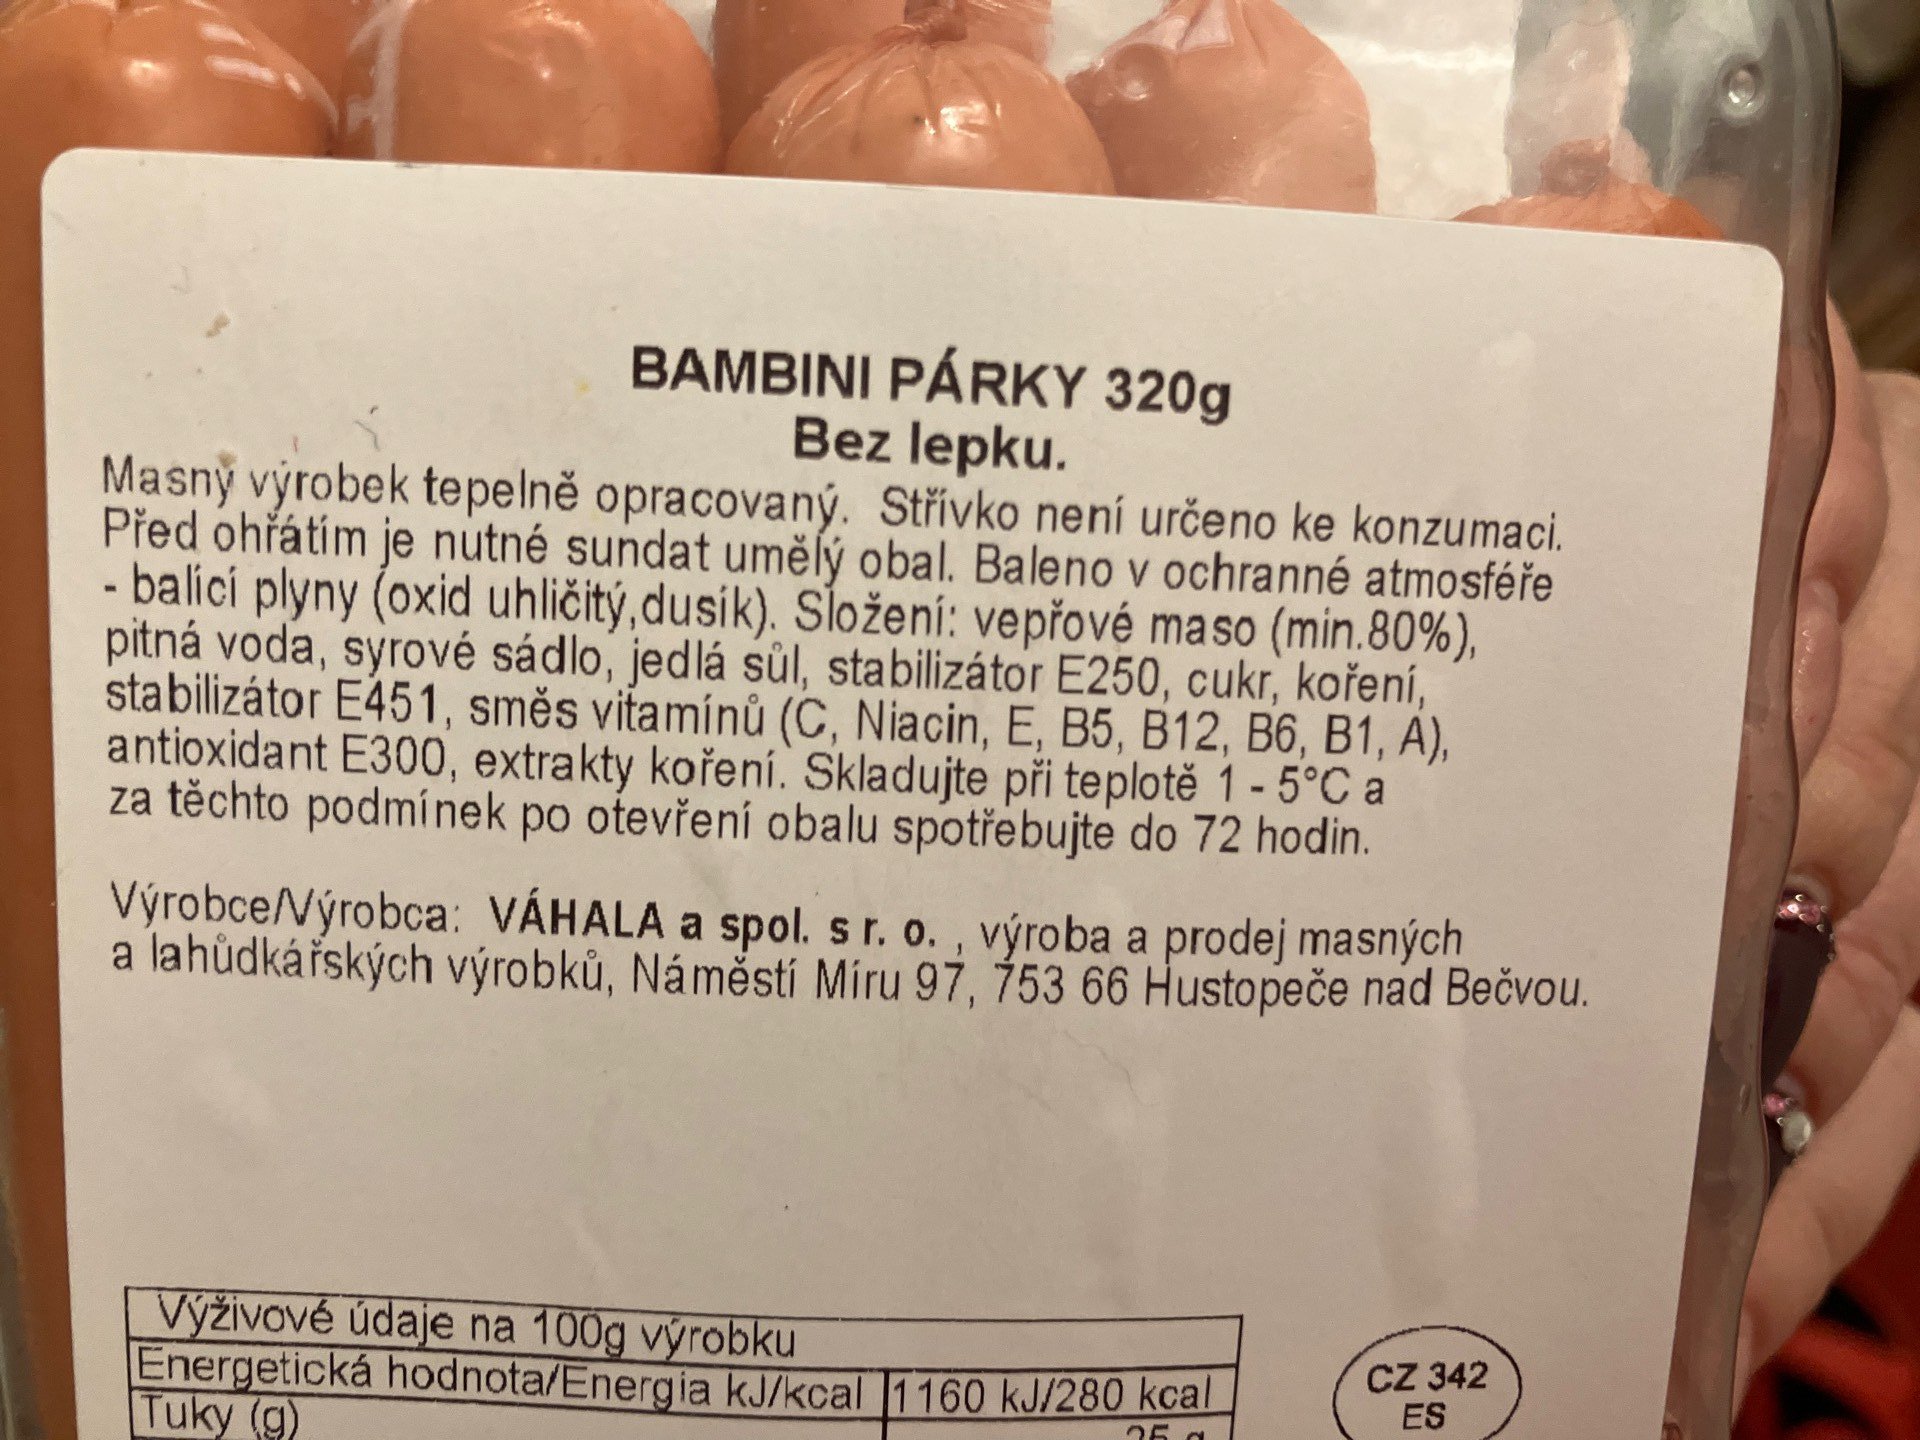 BAMBINI PÁRKY 320g
Bez lepku.
Masný výrobek tepelně opracovaný. Střívko není určeno ke konzumaci.
Před ohřátím je nutné sundat umělý obal. Baleno v ochranné atmosféře
- balící plyny (oxid uhličitý,dusík). Složení: vepřové maso (min.80%),
pitná voda, syrové sádlo, jedlá sůl, stabilizátor E250, cukr, koření,
stabilizátor E451, směs vitamínů (C, Niacin, E, B5, B12, B6, B1, A),
antioxidant E300, extrakty koření. Skladujte při teplotě 1 - 5°C a
za těchto podmínek po otevření obalu spotřebujte do 72 hodin.
Výrobce/Výrobca: VÁHALA a spol. s r. o. , výroba a prodej masných
a lahůdkářských výrobků, Náměstí Míru 97, 753 66 Hustopeče nad Bečvou.
Výživové údaje na 100g výrobku
Energetická hodnota/Energia kJ/kcal 1160 kJ/280 kcal
Tuky (g) 25 g
CZ 342
ES